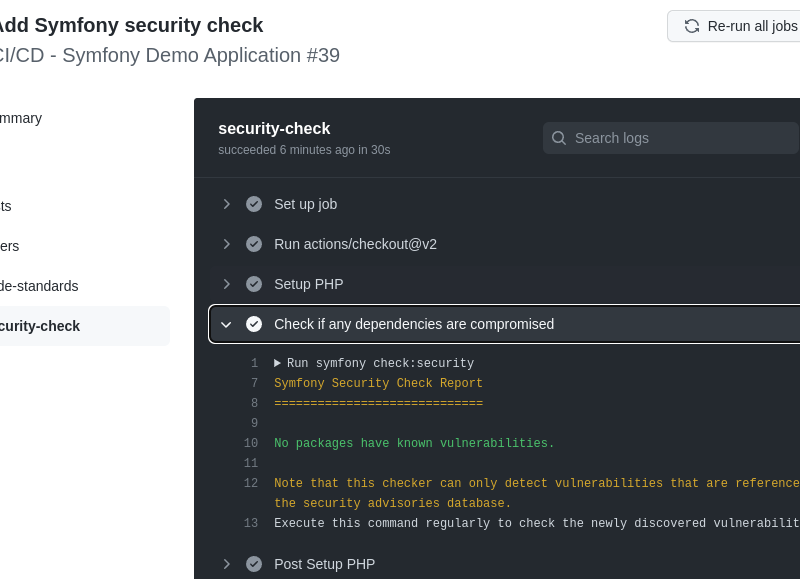 Add Symfony security check
CI/CD - Symfony Demo Application #39
Re-run all jobs
mmary
ts
ers
de-standards
curity-check
security-check
succeeded 6 minutes ago in 30s
Search logs
Set up job
Run actions/checkout@v2
Setup PHP
Check if any dependencies are compromised
1 Run symfony check:security
7 Symfony Security Check Report
8 =============================
9
10 No packages have known vulnerabilities.
11
12 Note that this checker can only detect vulnerabilities that are reference
the security advisories database.
13 Execute this command regularly to check the newly discovered vulnerabilit
Post Setup PHP